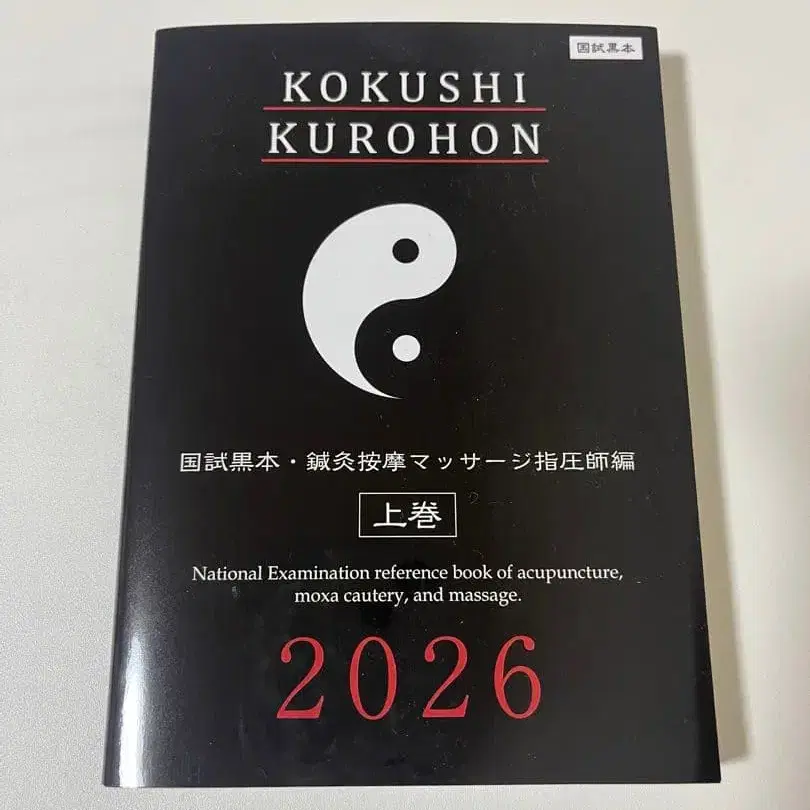 国試黒本
KOKUSHI
KUROHON
国試黒本・鍼灸按摩マッサージ指圧師編
上巻
National Examination reference book of acupuncture,
moxa cautery, and massage.
2026